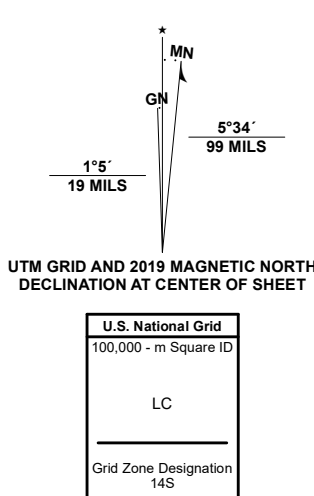 ★
MN
GN
5°34´
99 MILS
1°5´
19 MILS
UTM GRID AND 2019 MAGNETIC NORTH
DECLINATION AT CENTER OF SHEET
U.S. National Grid
100,000 - m Square ID
LC
Grid Zone Designation
14S